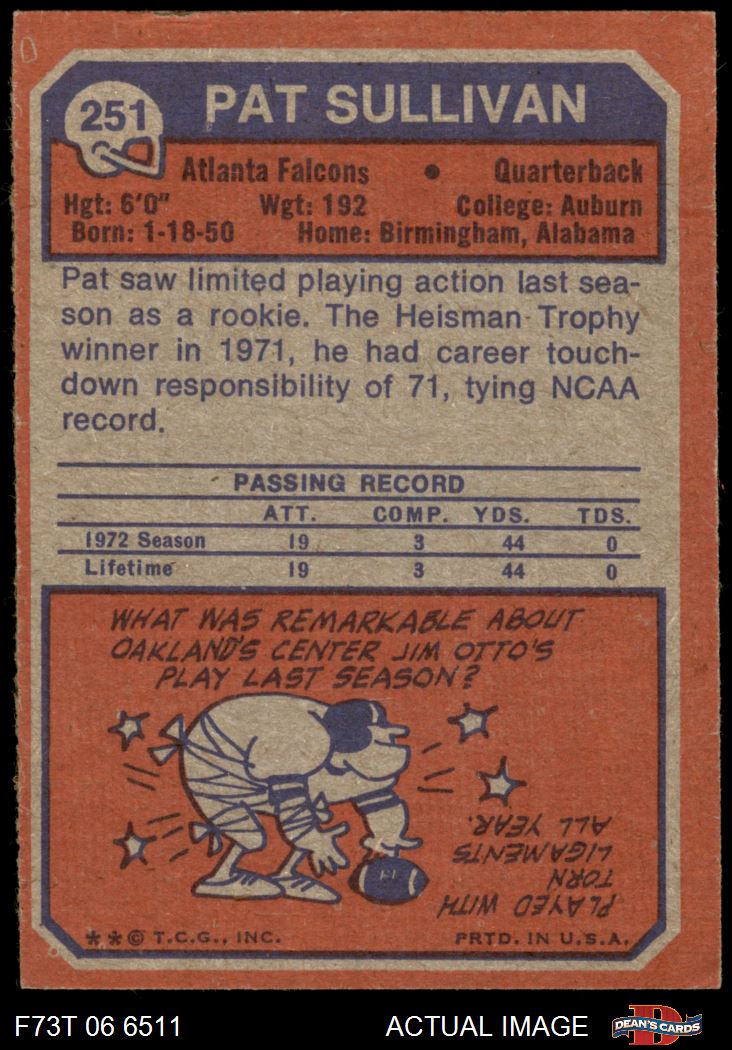 251
PAT SULLIVAN
Atlanta Falcons • Quarterback
Hgt: 6'0" Wgt: 192 College: Auburn
Born: 1-18-50 Home: Birmingham, Alabama
Pat saw limited playing action last sea-
son as a rookie. The Heisman Trophy
winner in 1971, he had career touch-
down responsibility of 71, tying NCAA
record.
PASSING RECORD
ATT. COMP. YDS. TDS.
1972 Season 19 3 44 0
Lifetime 19 3 44 0
WHAT WAS REMARKABLE ABOUT
OAKLAND'S CENTER JIM OTTO'S
PLAY LAST SEASON?
PLAYED WITH
TORN
LIGAMENTS
ALL YEAR.
**© T.C.G., INC. PRTD. IN U.S.A.
F73T 06 6511 ACTUAL IMAGE
D
DEAN'S CARDS